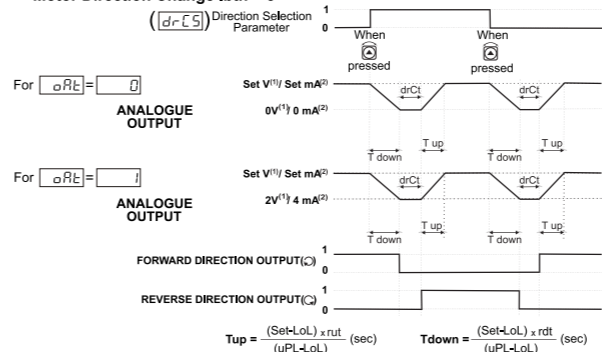 (drCS) Direction Selection Parameter
1
0
When pressed
When pressed
For oAt = 0
ANALOGUE OUTPUT
Set V(1)/ Set mA(2)
0V(1)/ 0 mA(2)
drCt
drCt
T down
T up
T down
T up
For oAt = 1
ANALOGUE OUTPUT
Set V(1)/ Set mA(2)
2V(1)/ 4 mA(2)
drCt
drCt
T down
T up
T down
T up
FORWARD DIRECTION OUTPUT( )
1
0
REVERSE DIRECTION OUTPUT( )
1
0
Tup = (Set-LoL) x rut / (uPL-LoL) (sec)
Tdown = (Set-LoL) x rdt / (uPL-LoL) (sec)